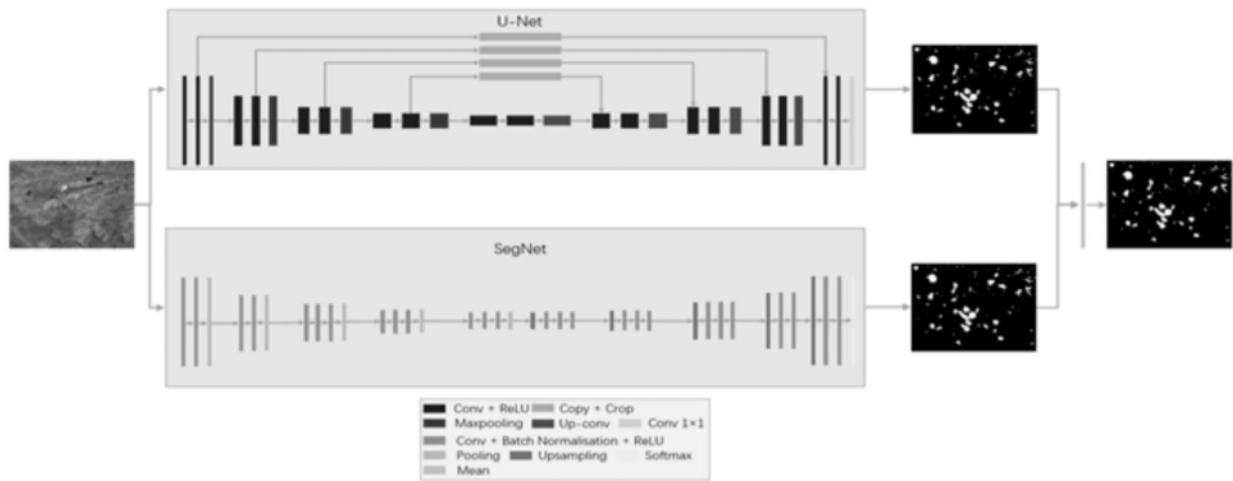 U-Net
SegNet
Conv + ReLU Copy + Crop
Maxpooling Up-conv Conv 1×1
Conv + Batch Normalisation + ReLU
Pooling Upsampling Softmax
Mean